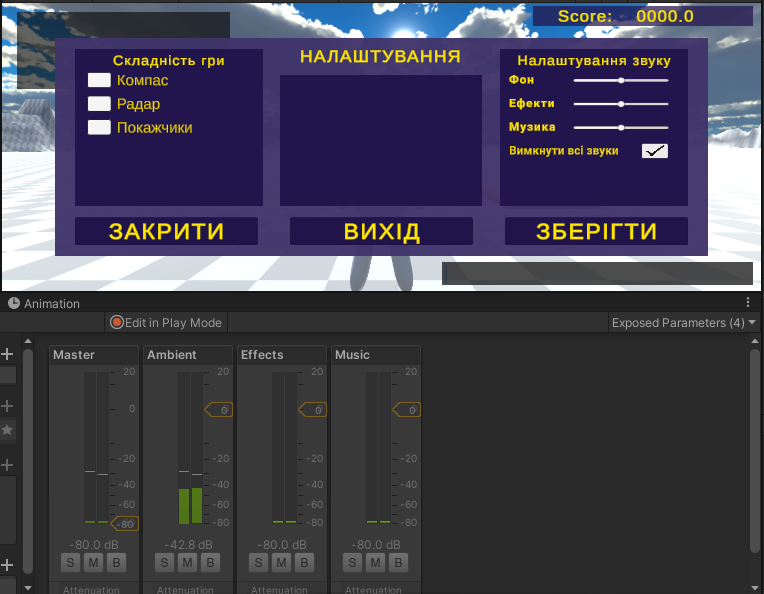 Score: 0000.0
НАЛАШТУВАННЯ
Складність гри
Компас
Радар
Покажчики
Налаштування звуку
Фон
Ефекти
Музика
Вимкнути всі звуки
ЗАКРИТИ
ВИХІД
ЗБЕРІГТИ
Animation
Edit in Play Mode
Exposed Parameters (4)
Master
Ambient
Effects
Music
20 20 20 20
0 0 0 0
-20 -20 -20 -20
-40 -40 -40 -40
-60 -60 -60 -60
-80 -80 -80 -80
-80.0 dB -42.8 dB -80.0 dB -80.0 dB
S M B S M B S M B S M B
Attenuation Attenuation Attenuation Attenuation